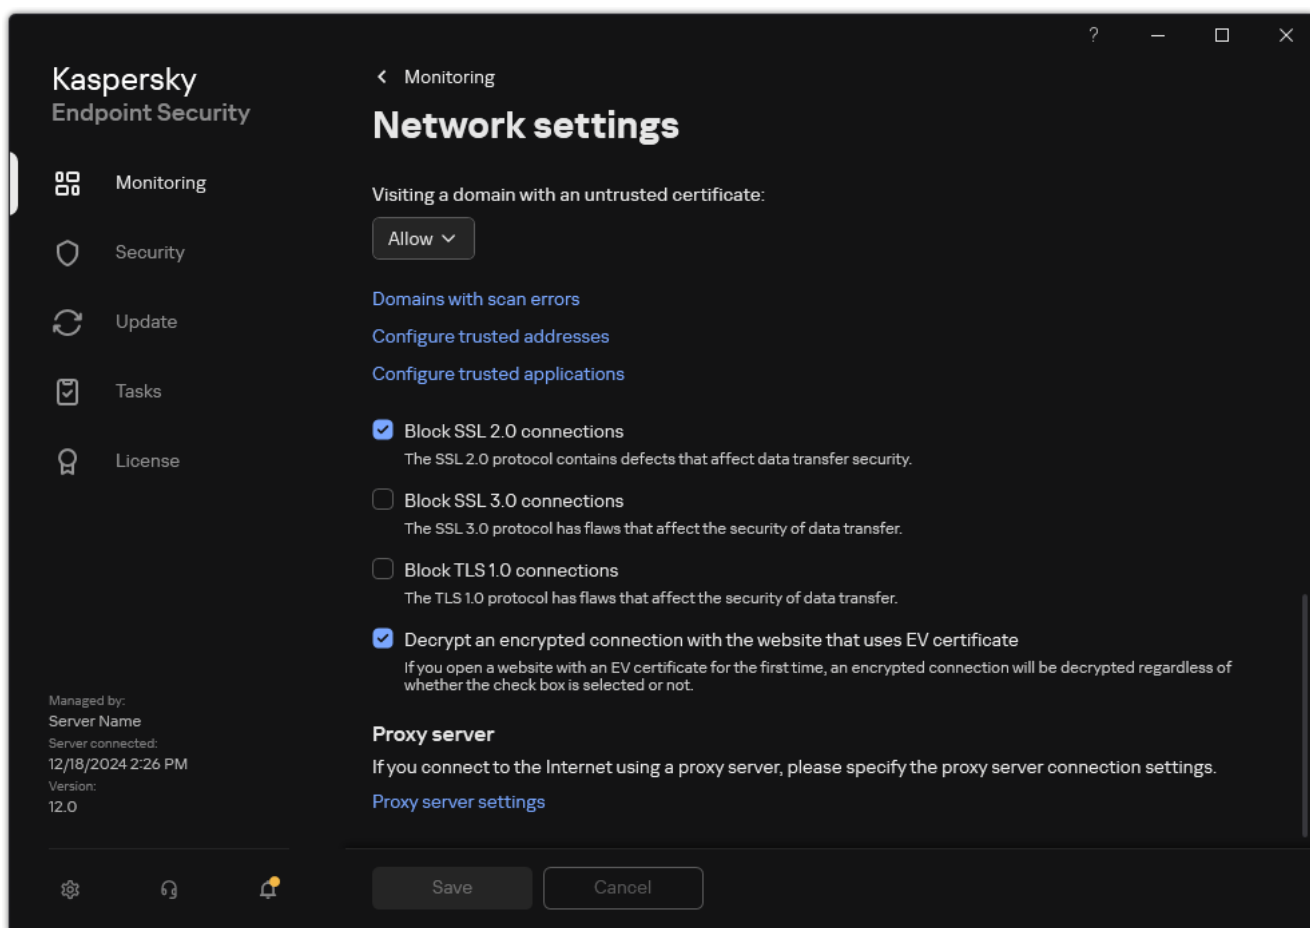 ?
Kaspersky
Endpoint Security
Monitoring
Security
Update
Tasks
License
Managed by:
Server Name
Server connected:
12/18/2024 2:26 PM
Version:
12.0
Monitoring
Network settings
Visiting a domain with an untrusted certificate:
Allow
Domains with scan errors
Configure trusted addresses
Configure trusted applications
Block SSL 2.0 connections
The SSL 2.0 protocol contains defects that affect data transfer security.
Block SSL 3.0 connections
The SSL 3.0 protocol has flaws that affect the security of data transfer.
Block TLS 1.0 connections
The TLS 1.0 protocol has flaws that affect the security of data transfer.
Decrypt an encrypted connection with the website that uses EV certificate
If you open a website with an EV certificate for the first time, an encrypted connection will be decrypted regardless of
whether the check box is selected or not.
Proxy server
If you connect to the Internet using a proxy server, please specify the proxy server connection settings.
Proxy server settings
Save
Cancel